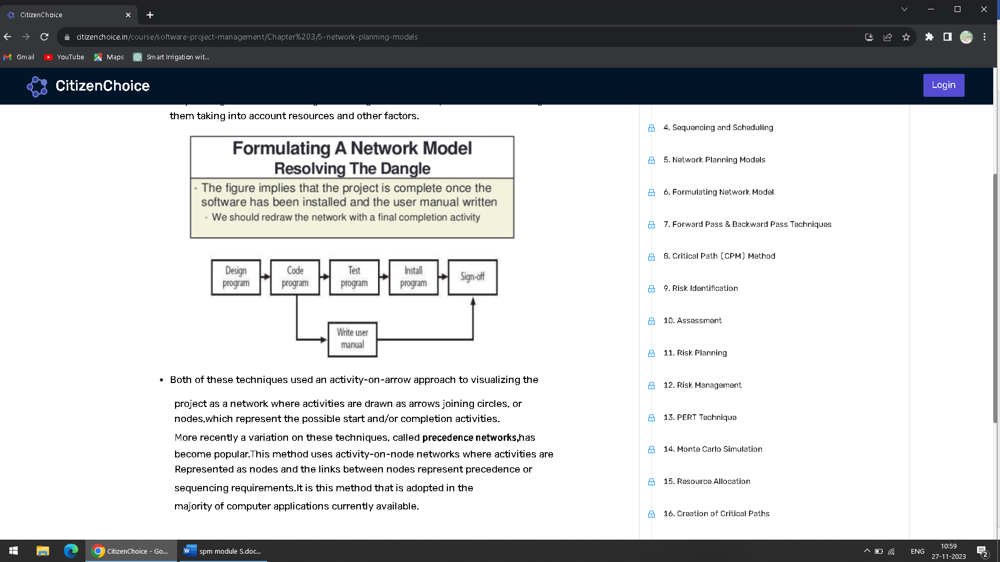 CitizenChoice
citizenchoice.in/course/software-project-management/Chapter%203/5-network-planning-models
Gmail YouTube Maps Smart Irrigation wit...
CitizenChoice
Login
them taking into account resources and other factors.
Formulating A Network Model
Resolving The Dangle
• The figure implies that the project is complete once the
software has been installed and the user manual written
• We should redraw the network with a final completion activity
Design
program
Code
program
Test
program
Install
program
Sign-off
Write user
manual
• Both of these techniques used an activity-on-arrow approach to visualizing the
project as a network where activities are drawn as arrows joining circles, or
nodes,which represent the possible start and/or completion activities.
More recently a variation on these techniques, called precedence networks,has
become popular.This method uses activity-on-node networks where activities are
Represented as nodes and the links between nodes represent precedence or
sequencing requirements.It is this method that is adopted in the
majority of computer applications currently available.
4. Sequencing and Scheduling
5. Network Planning Models
6. Formulating Network Model
7. Forward Pass & Backward Pass Techniques
8. Critical Path (CPM) Method
9. Risk Identification
10. Assessment
11. Risk Planning
12. Risk Management
13. PERT Technique
14. Monte Carlo Simulation
15. Resource Allocation
16. Creation of Critical Paths
CitizenChoice - Go...
spm module S.doc...
ENG
10:59
27-11-2023
2